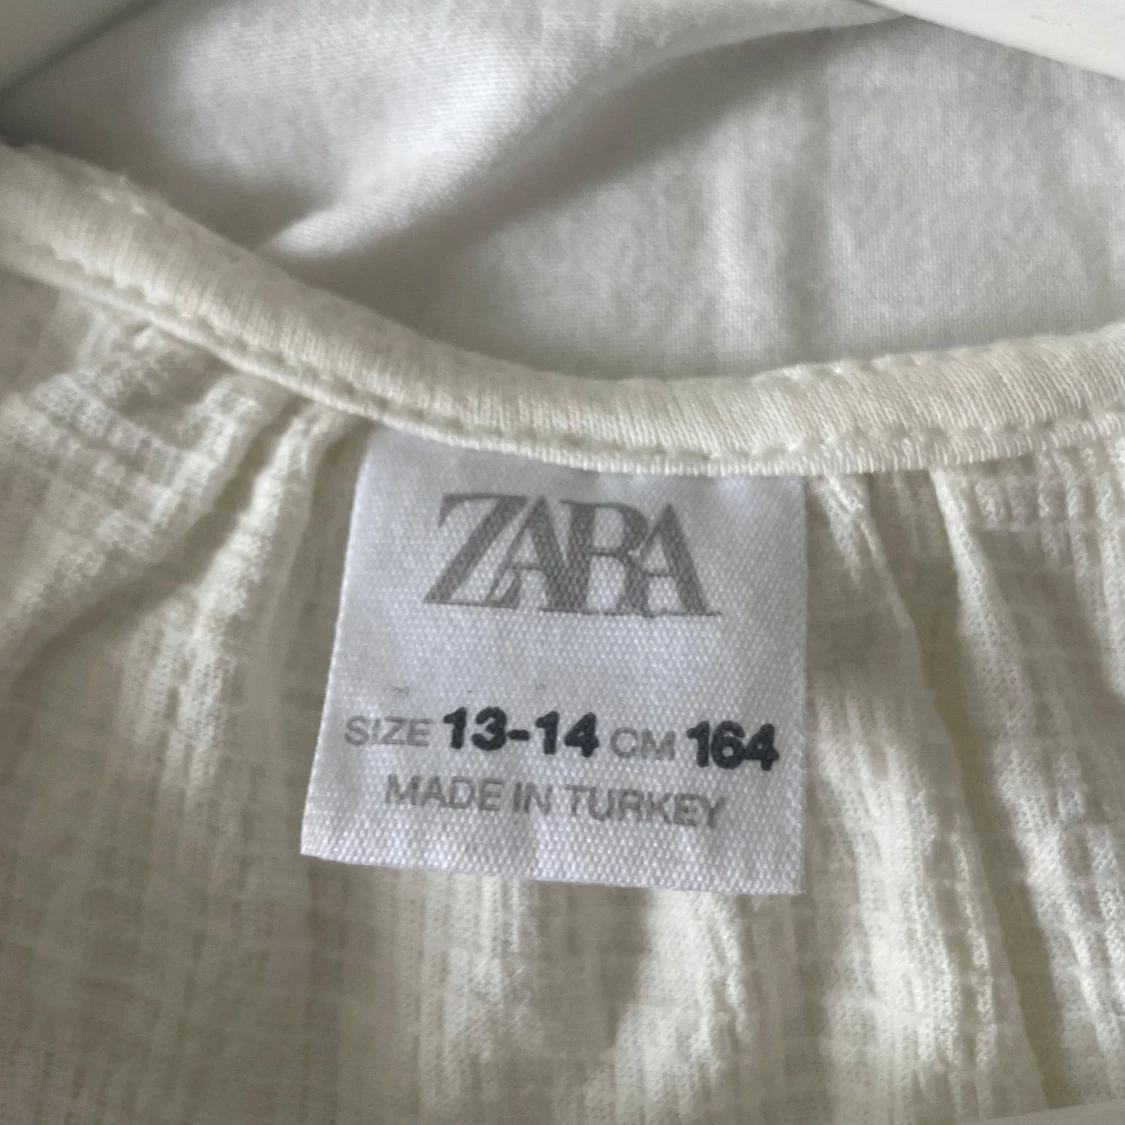 ZARA
SIZE 13-14 CM 164
MADE IN TURKEY